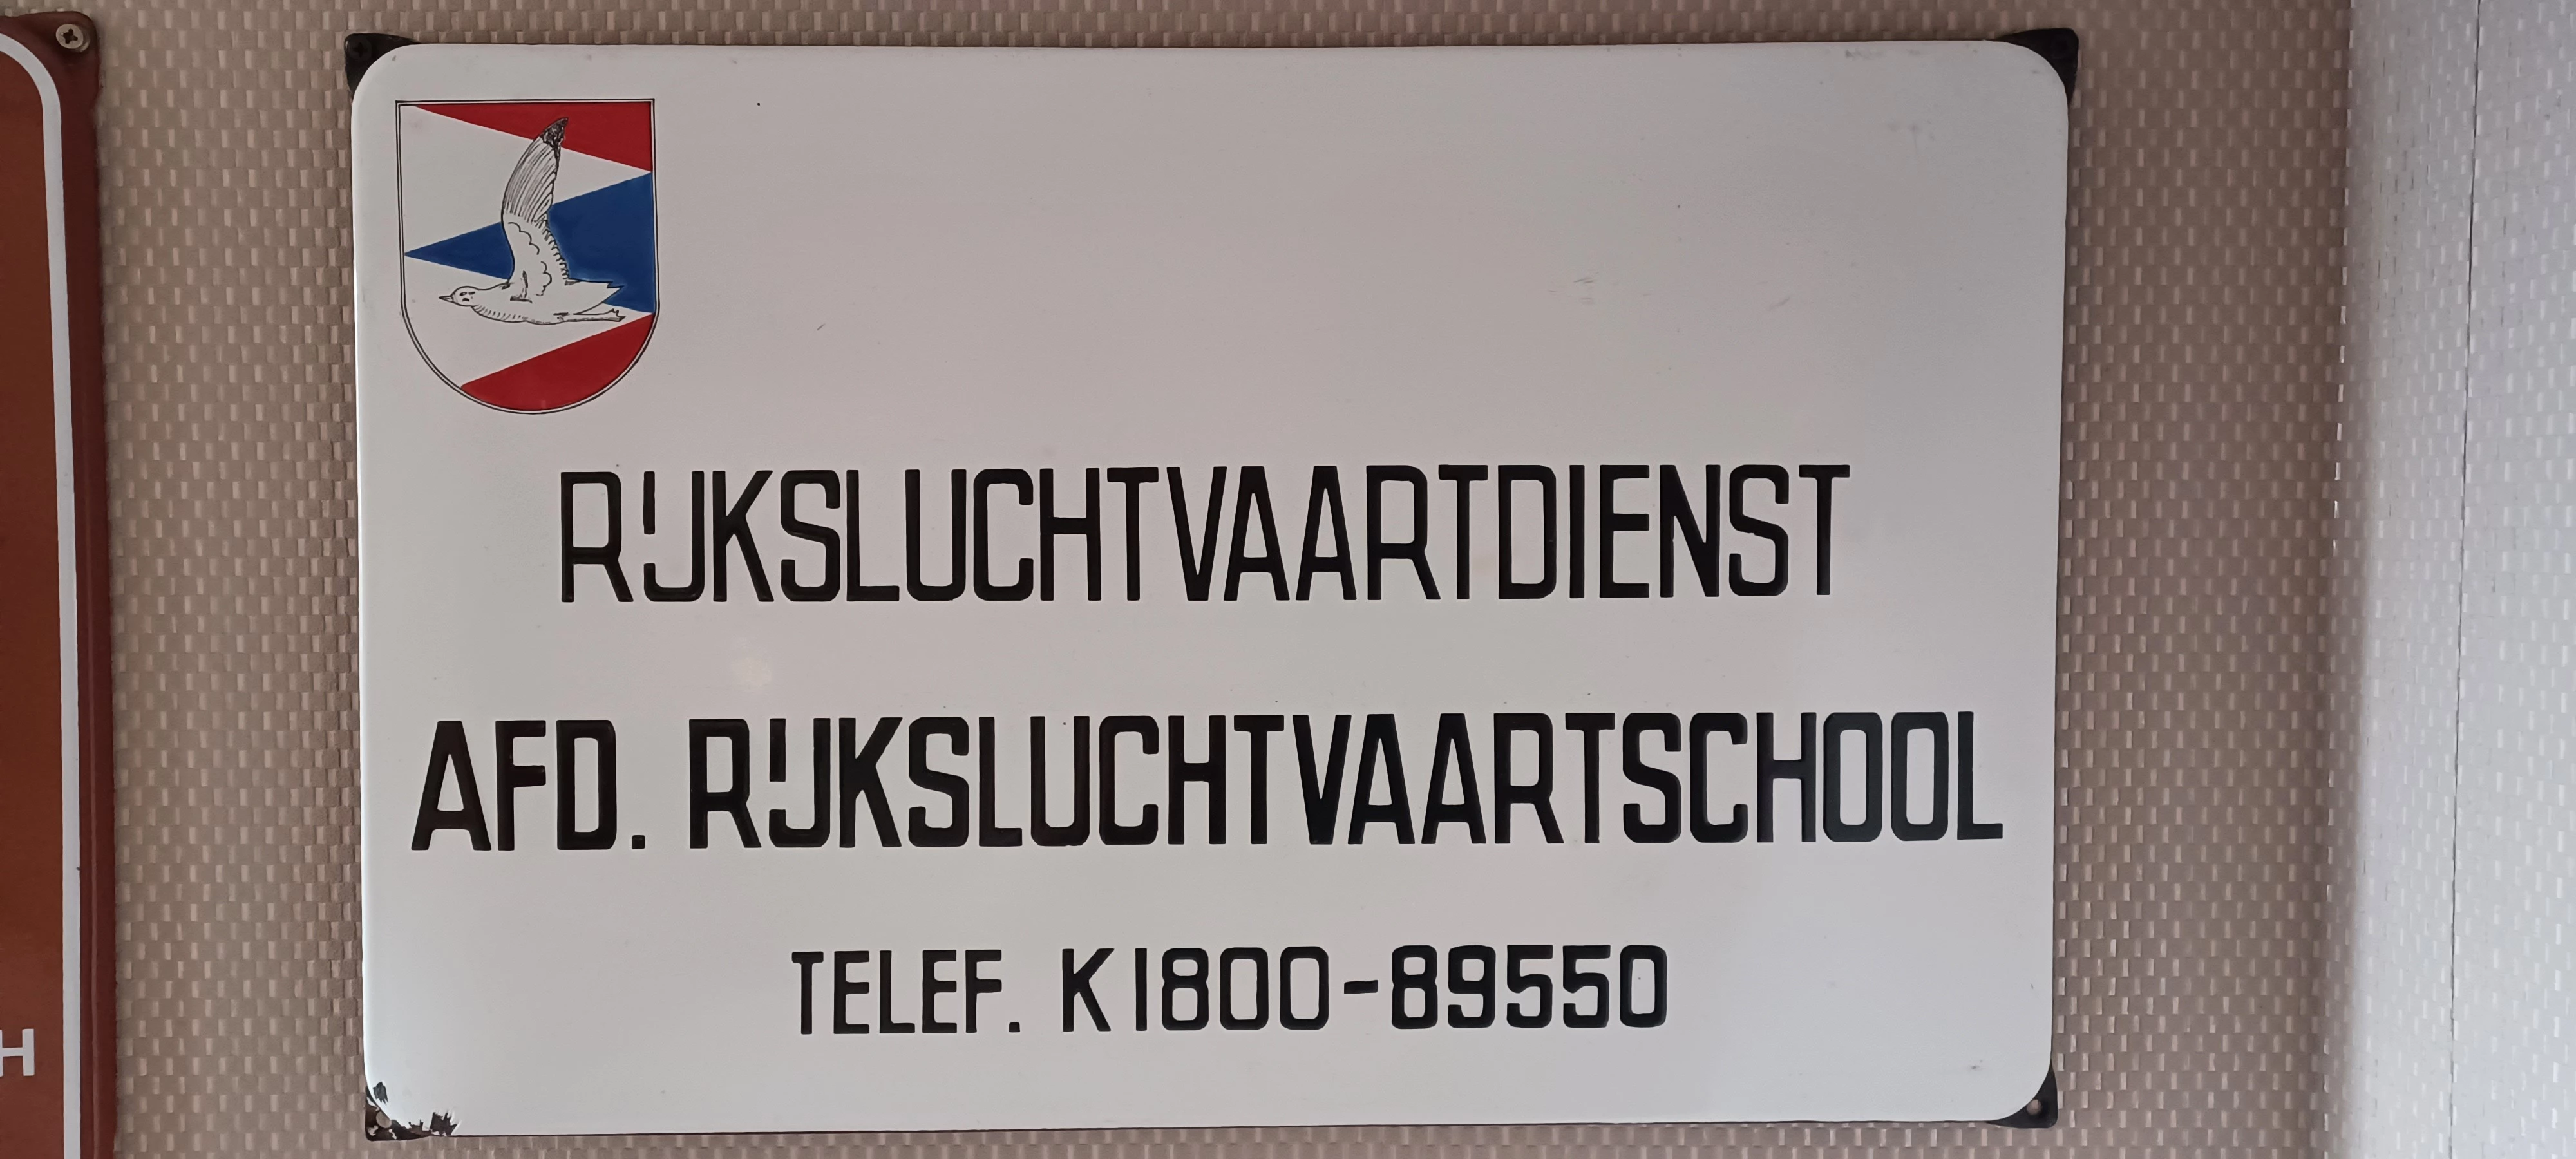 RIJKSLUCHTVAARTDIENST
AFD. RIJKSLUCHTVAARTSCHOOL
TELEF. K1800-89550
H